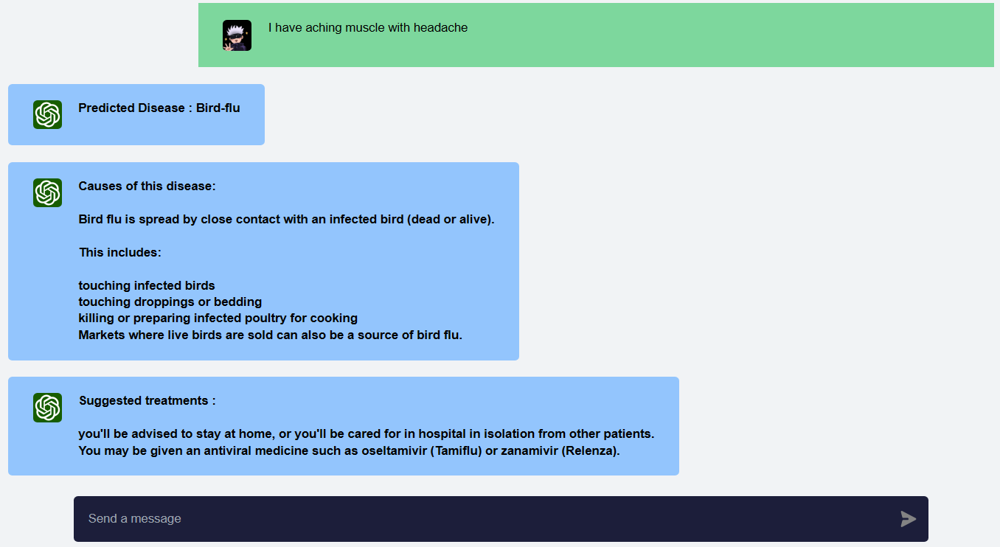 I have aching muscle with headache
Predicted Disease : Bird-flu
Causes of this disease:
Bird flu is spread by close contact with an infected bird (dead or alive).
This includes:
touching infected birds
touching droppings or bedding
killing or preparing infected poultry for cooking
Markets where live birds are sold can also be a source of bird flu.
Suggested treatments :
you'll be advised to stay at home, or you'll be cared for in hospital in isolation from other patients.
You may be given an antiviral medicine such as oseltamivir (Tamiflu) or zanamivir (Relenza).
Send a message